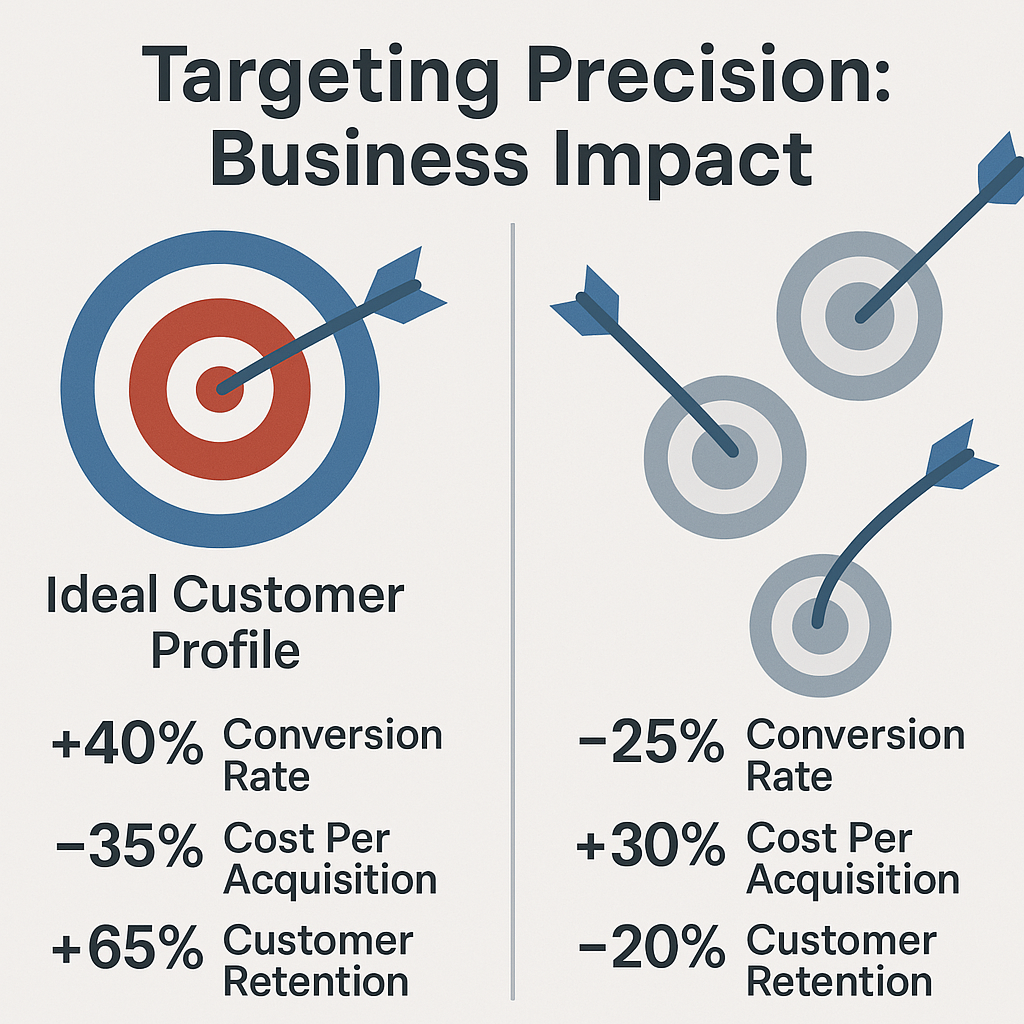 Targeting Precision:
Business Impact
Ideal Customer
Profile
+40% Conversion
Rate
−35% Cost Per
Acquisition
+65% Customer
Retention
−25% Conversion
Rate
+30% Cost Per
Acquisition
−20% Customer
Retention